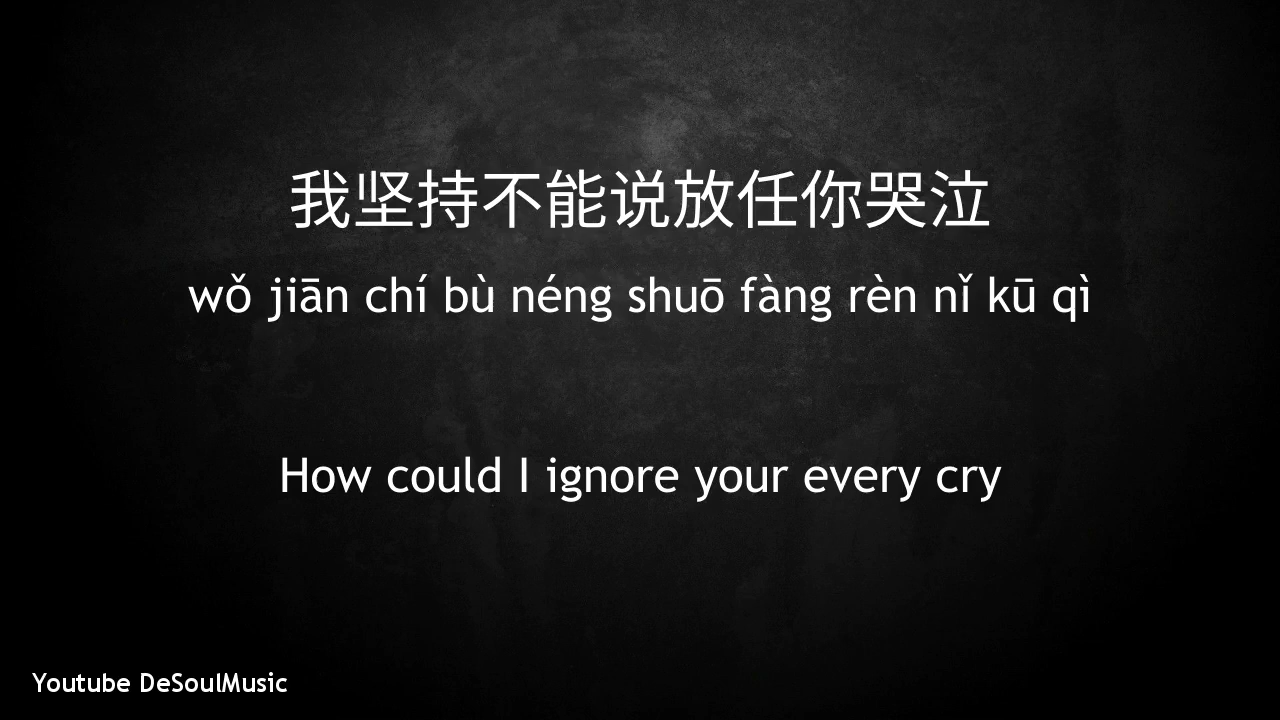 我坚持不能说放任你哭泣
wǒ jiān chí bù néng shuō fàng rèn nǐ kū qì
How could I ignore your every cry
Youtube DeSoulMusic